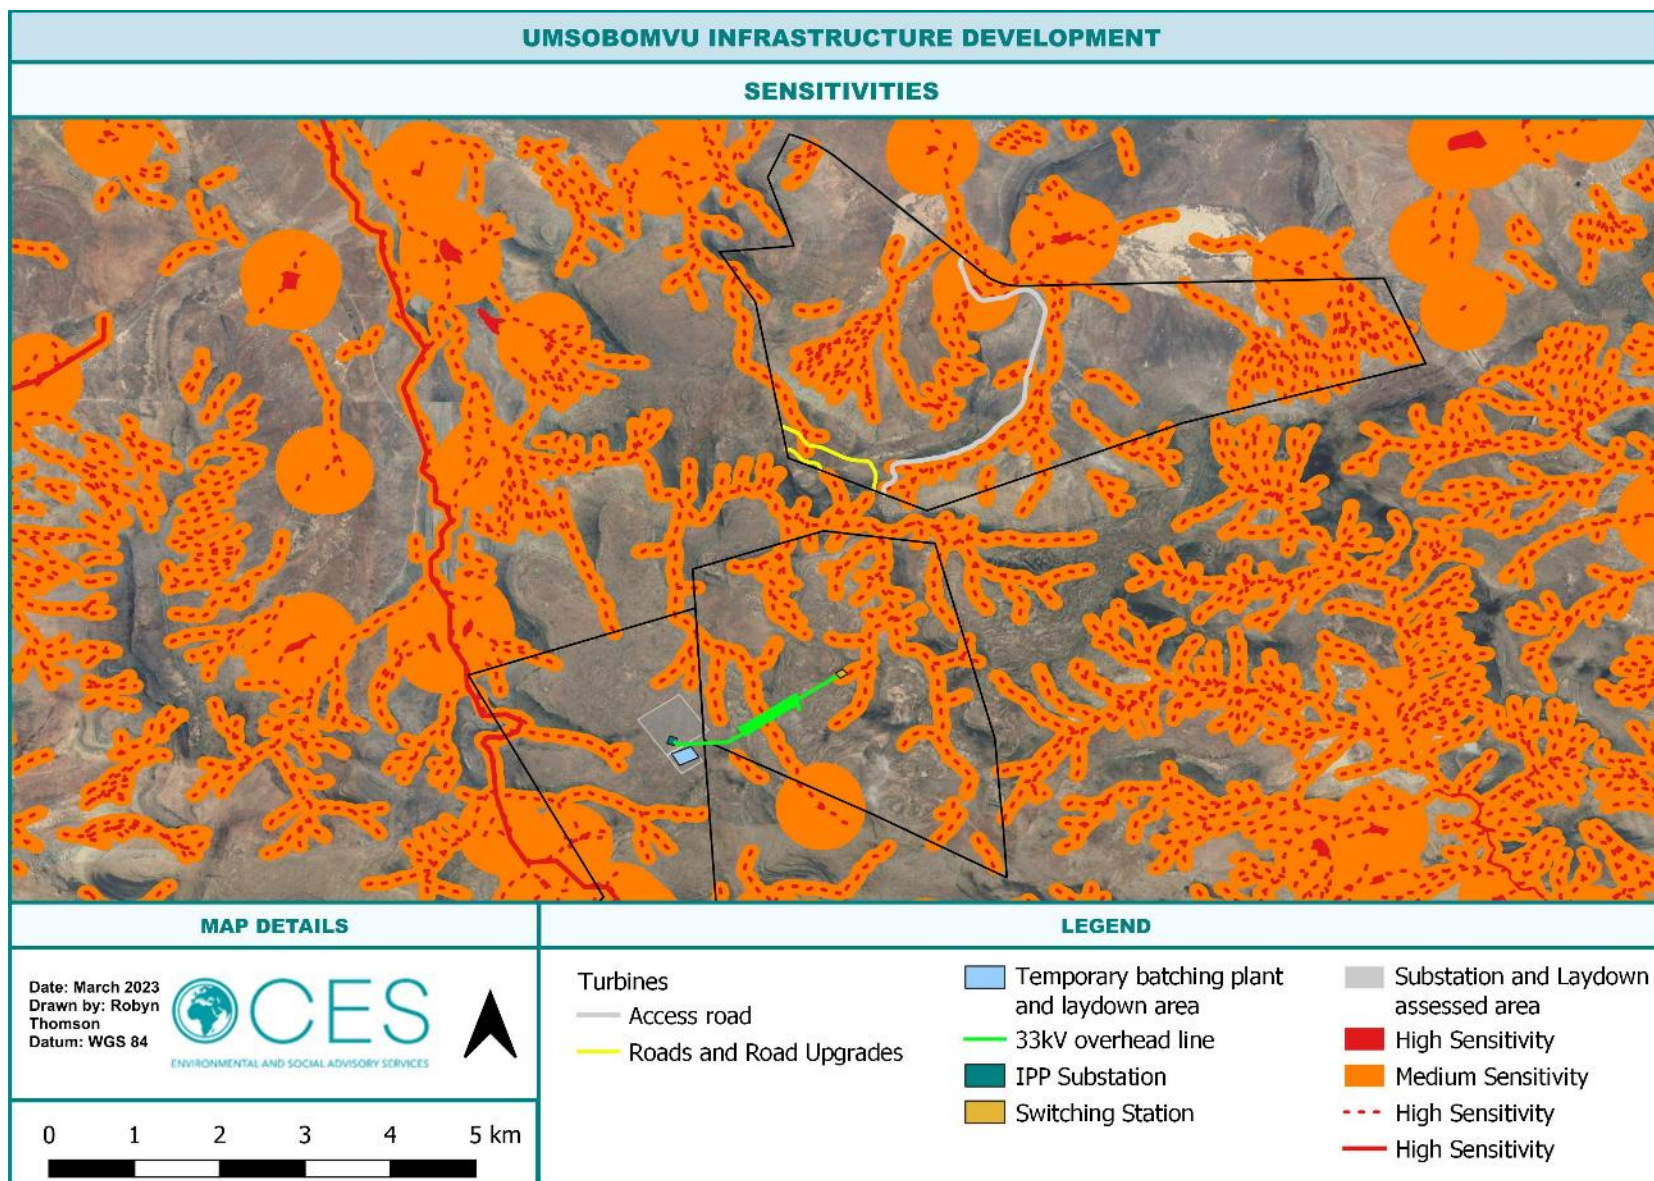 UMSOBOMVU INFRASTRUCTURE DEVELOPMENT
SENSITIVITIES
MAP DETAILS
Date: March 2023
Drawn by: Robyn
Thomson
Datum: WGS 84
CES
ENVIRONMENTAL AND SOCIAL ADVISORY SERVICES
0 1 2 3 4 5 km
LEGEND
Turbines
Access road
Roads and Road Upgrades
Temporary batching plant
and laydown area
33kV overhead line
IPP Substation
Switching Station
Substation and Laydown
assessed area
High Sensitivity
Medium Sensitivity
High Sensitivity
High Sensitivity